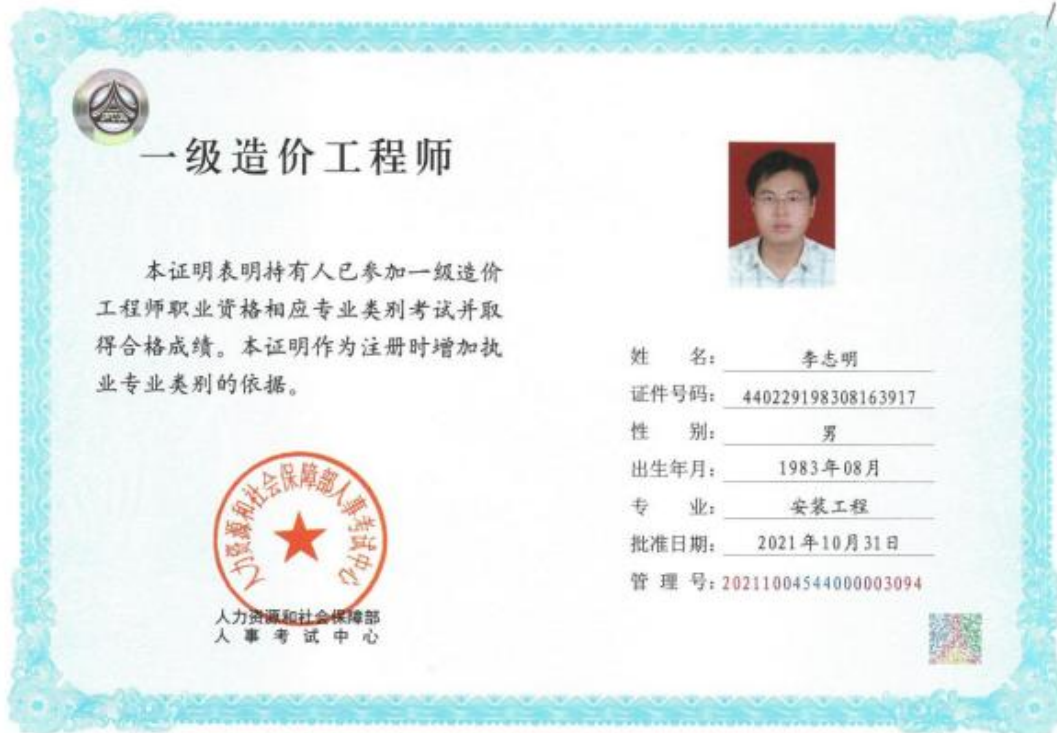 一级造价工程师
本证明表明持有人已参加一级造价
工程师职业资格相应专业类别考试并取
得合格成绩。本证明作为注册时增加执
业专业类别的依据。
人力资源和社会保障部人事考试中心
人力资源和社会保障部
人事考试中心
姓名：李志明
证件号码：440229198308163917
性别：男
出生年月：1983年08月
专业：安装工程
批准日期：2021年10月31日
管理号：20211004544000003094